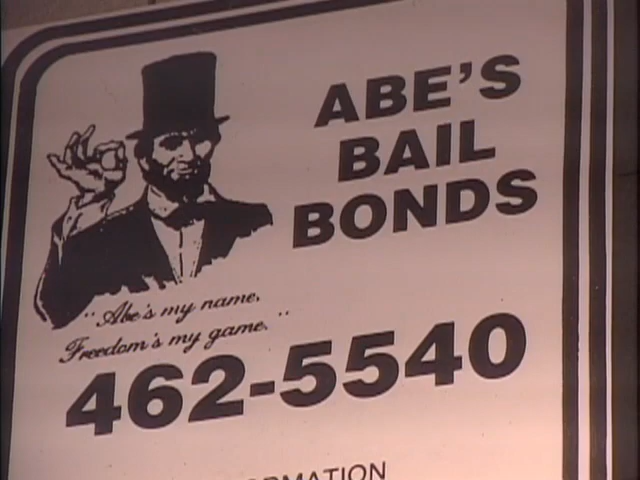 ABE'S
BAIL
BONDS
"Abe's my name.
Freedom's my game."
462-5540